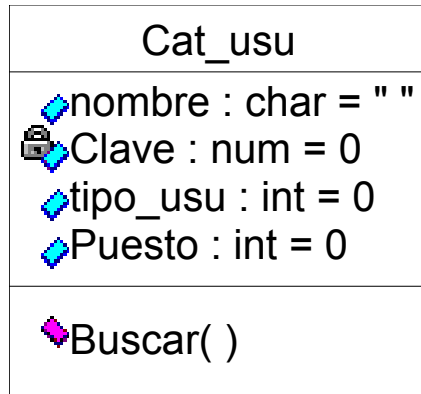 Cat_usu
nombre : char = " "
Clave : num = 0
tipo_usu : int = 0
Puesto : int = 0
Buscar( )